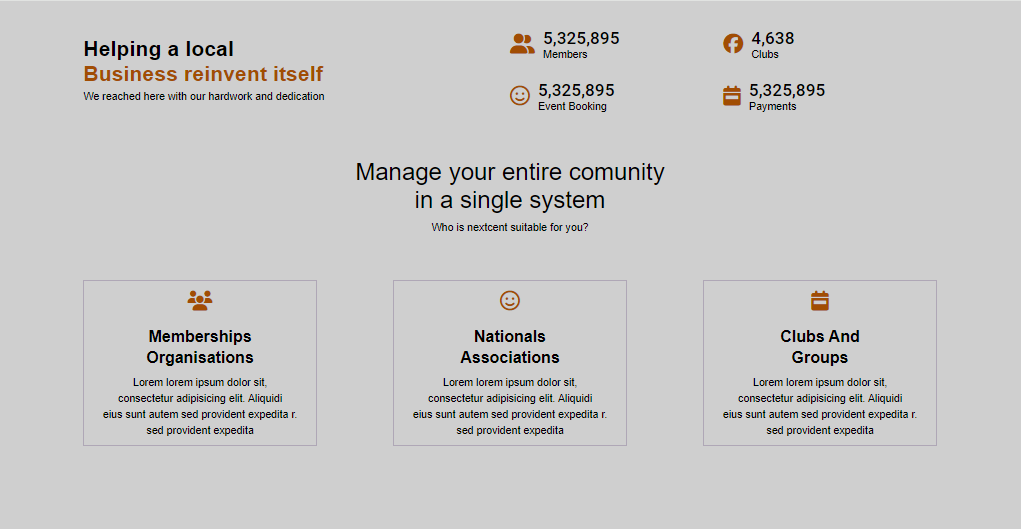 Helping a local
Business reinvent itself
We reached here with our hardwork and dedication
5,325,895
Members
4,638
Clubs
5,325,895
Event Booking
5,325,895
Payments
Manage your entire comunity
in a single system
Who is nextcent suitable for you?
Memberships
Organisations
Lorem lorem ipsum dolor sit,
consectetur adipisicing elit. Aliquidi
eius sunt autem sed provident expedita r.
sed provident expedita
Nationals
Associations
Lorem lorem ipsum dolor sit,
consectetur adipisicing elit. Aliquidi
eius sunt autem sed provident expedita r.
sed provident expedita
Clubs And
Groups
Lorem lorem ipsum dolor sit,
consectetur adipisicing elit. Aliquidi
eius sunt autem sed provident expedita r.
sed provident expedita